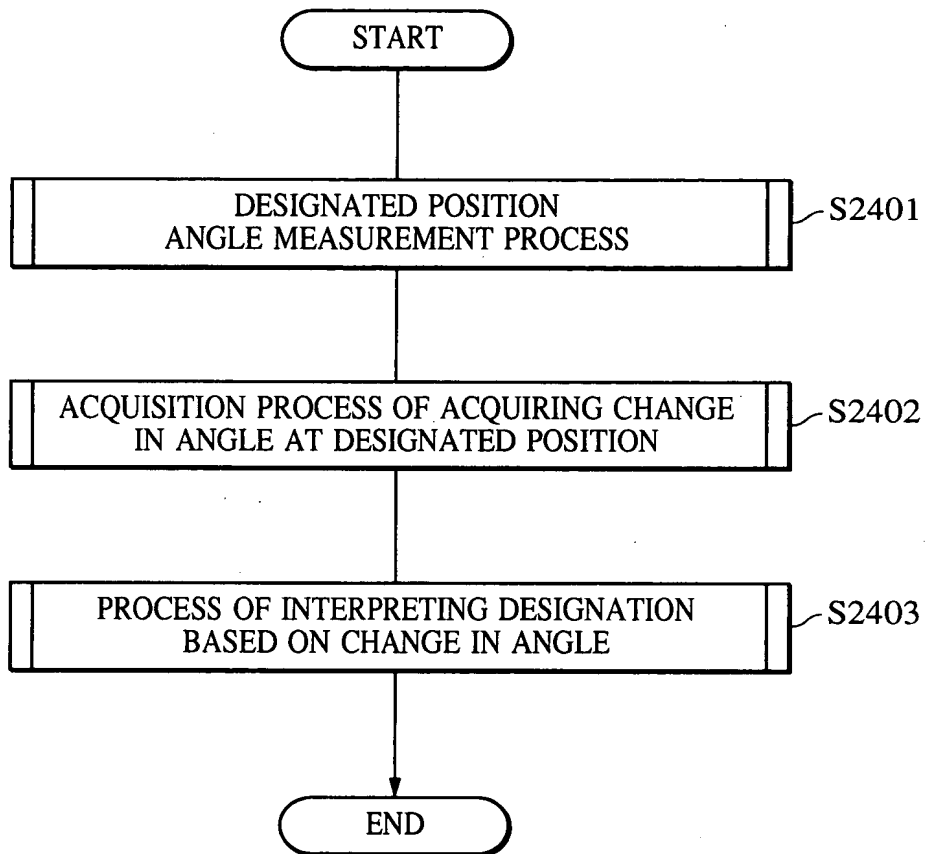 START
DESIGNATED POSITION
ANGLE MEASUREMENT PROCESS
S2401
ACQUISITION PROCESS OF ACQUIRING CHANGE
IN ANGLE AT DESIGNATED POSITION
S2402
PROCESS OF INTERPRETING DESIGNATION
BASED ON CHANGE IN ANGLE
S2403
END